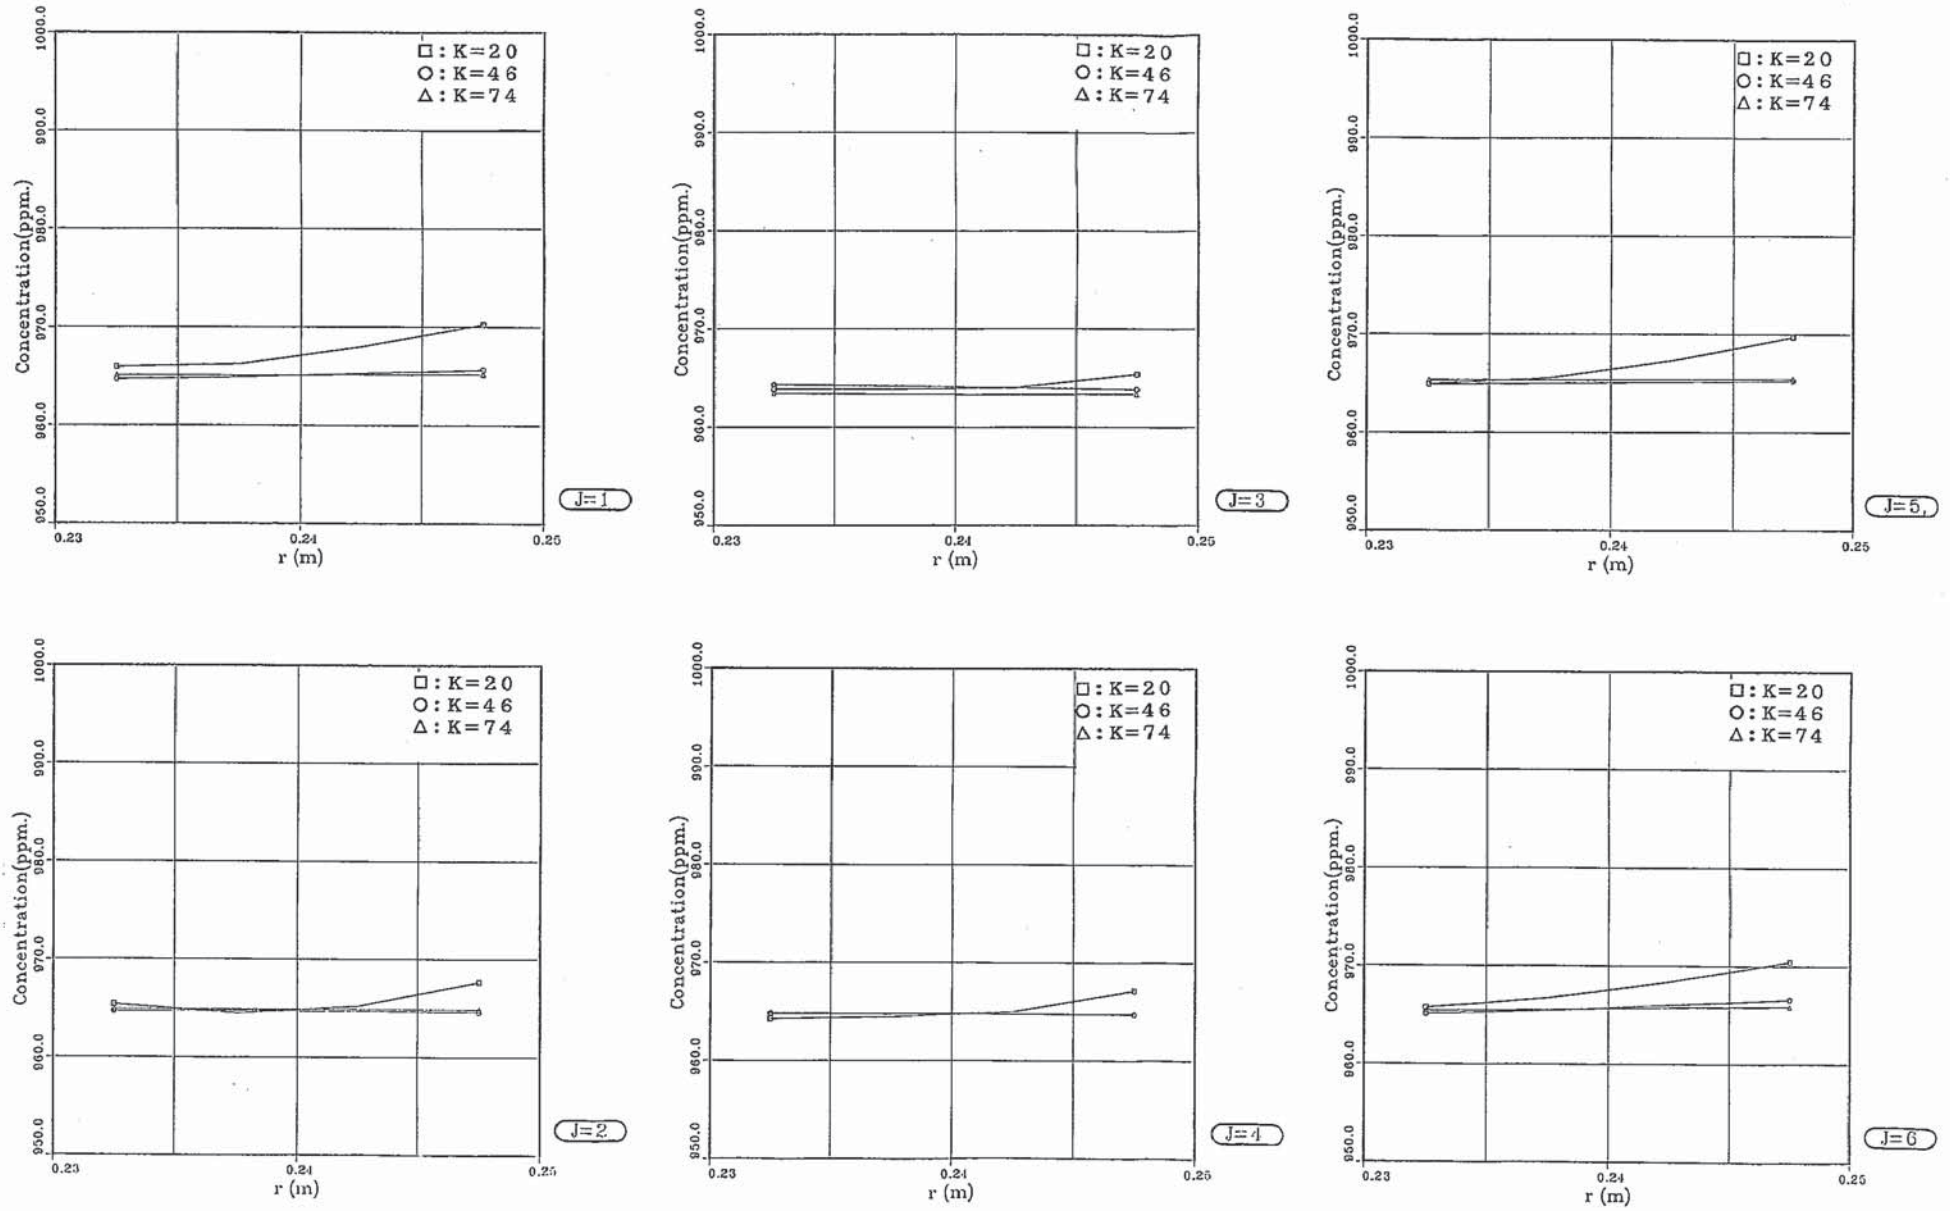 1000.0
990.0
980.0
970.0
960.0
950.0
Concentration(ppm.)
□: K=20
○: K=46
△: K=74
0.23
0.24
0.25
r (m)
J=1
1000.0
990.0
980.0
970.0
960.0
950.0
Concentration(ppm.)
□: K=20
○: K=46
△: K=74
0.23
0.24
0.25
r (m)
J=3
1000.0
990.0
980.0
970.0
960.0
950.0
Concentration(ppm.)
□: K=20
○: K=46
△: K=74
0.23
0.24
0.25
r (m)
J=5,
1000.0
990.0
980.0
970.0
960.0
950.0
Concentration(ppm.)
□: K=20
○: K=46
△: K=74
0.23
0.24
0.25
r (m)
J=2
1000.0
990.0
980.0
970.0
960.0
950.0
Concentration(ppm.)
□: K=20
○: K=46
△: K=74
0.23
0.24
0.25
r (m)
J=4
1000.0
990.0
980.0
970.0
960.0
950.0
Concentration(ppm.)
□: K=20
○: K=46
△: K=74
0.23
0.24
0.25
r (m)
J=6